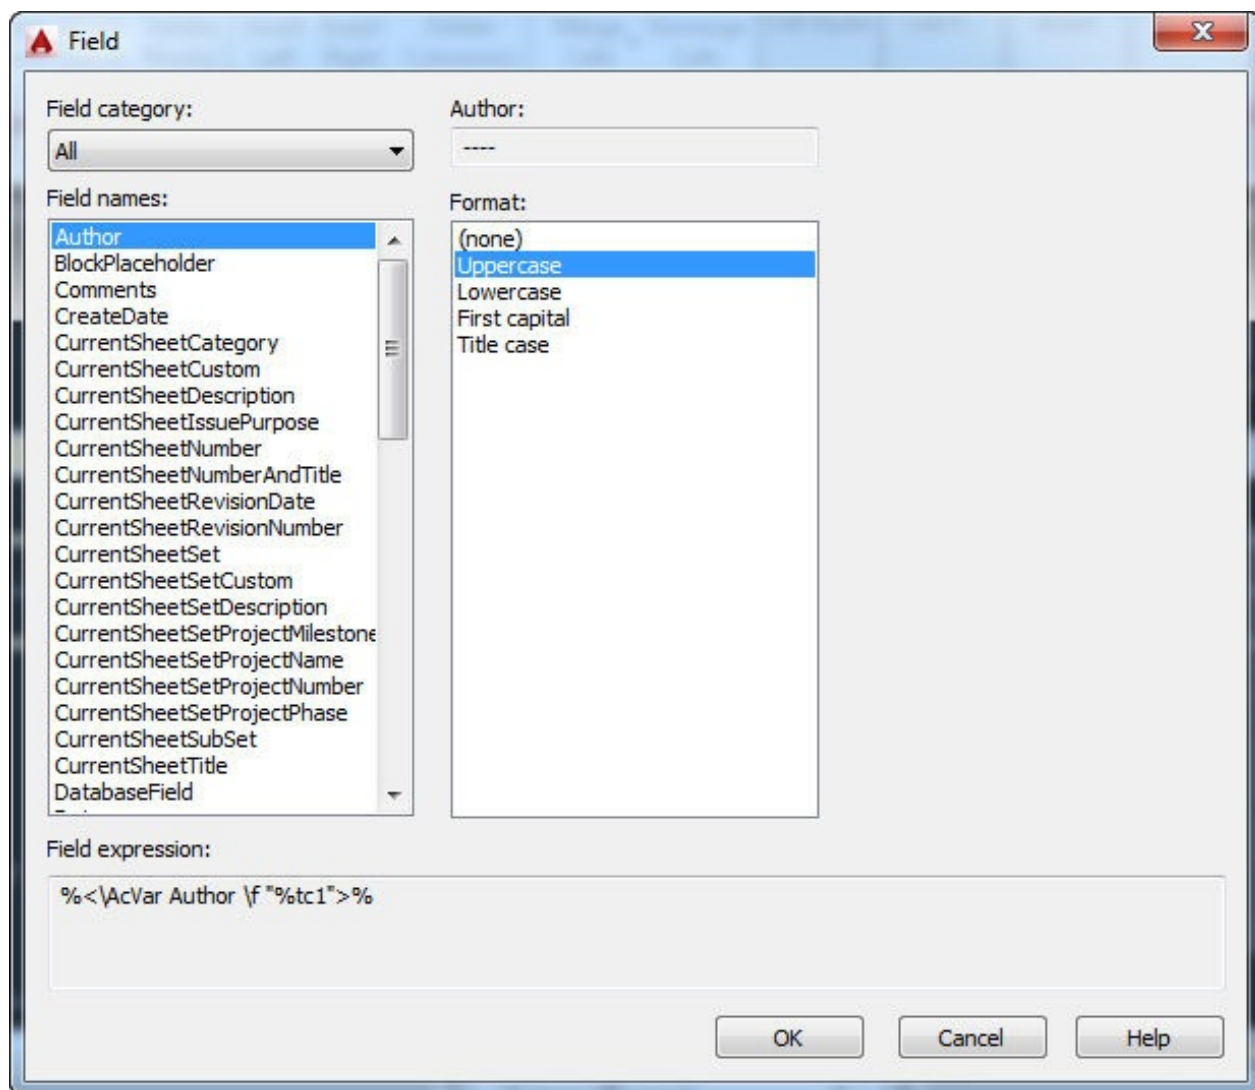 Field
Field category:
All
Field names:
Author
BlockPlaceholder
Comments
CreateDate
CurrentSheetCategory
CurrentSheetCustom
CurrentSheetDescription
CurrentSheetIssuePurpose
CurrentSheetNumber
CurrentSheetNumberAndTitle
CurrentSheetRevisionDate
CurrentSheetRevisionNumber
CurrentSheetSet
CurrentSheetSetCustom
CurrentSheetSetDescription
CurrentSheetSetProjectMilestone
CurrentSheetSetProjectName
CurrentSheetSetProjectNumber
CurrentSheetSetProjectPhase
CurrentSheetSubSet
CurrentSheetTitle
DatabaseField
Author:
----
Format:
(none)
Uppercase
Lowercase
First capital
Title case
Field expression:
%<\AcVar Author \f "%tc1">%
OK Cancel Help